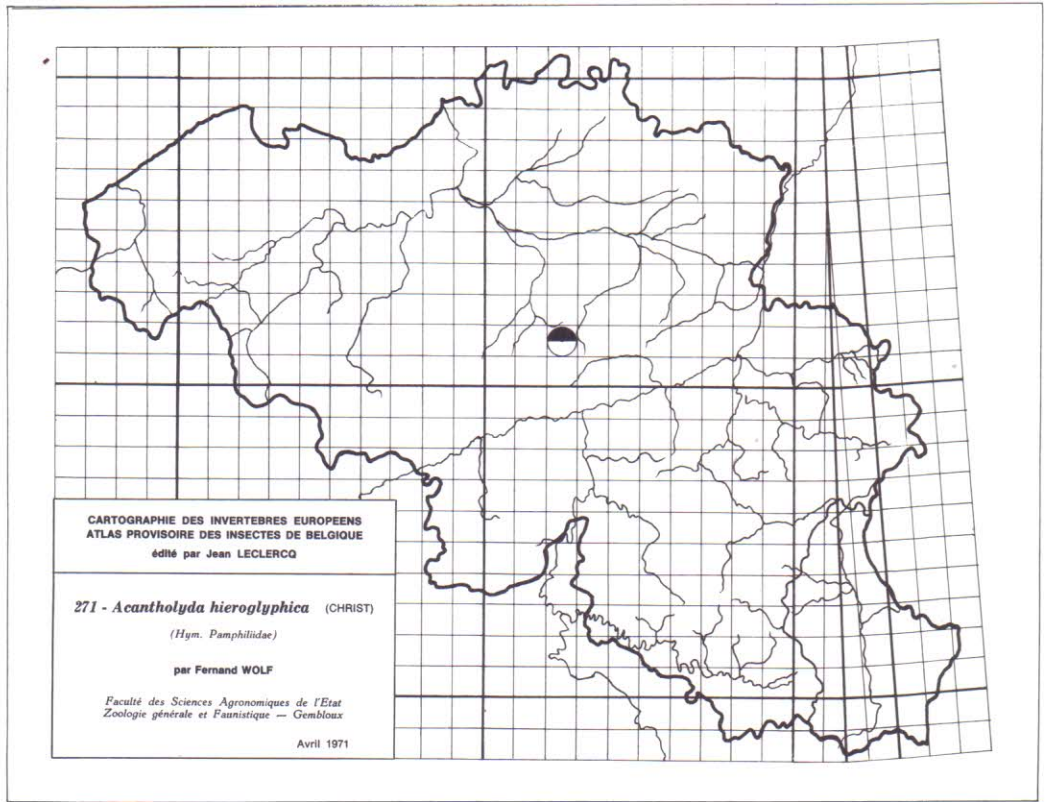 CARTOGRAPHIE DES INVERTEBRES EUROPEENS
ATLAS PROVISOIRE DES INSECTES DE BELGIQUE
édité par Jean LECLERCQ
271 - Acantholyda hieroglyphica (CHRIST)
(Hym. Pamphiliidae)
par Fernand WOLF
Faculté des Sciences Agronomiques de l'Etat
Zoologie générale et Faunistique — Gembloux
Avril 1971